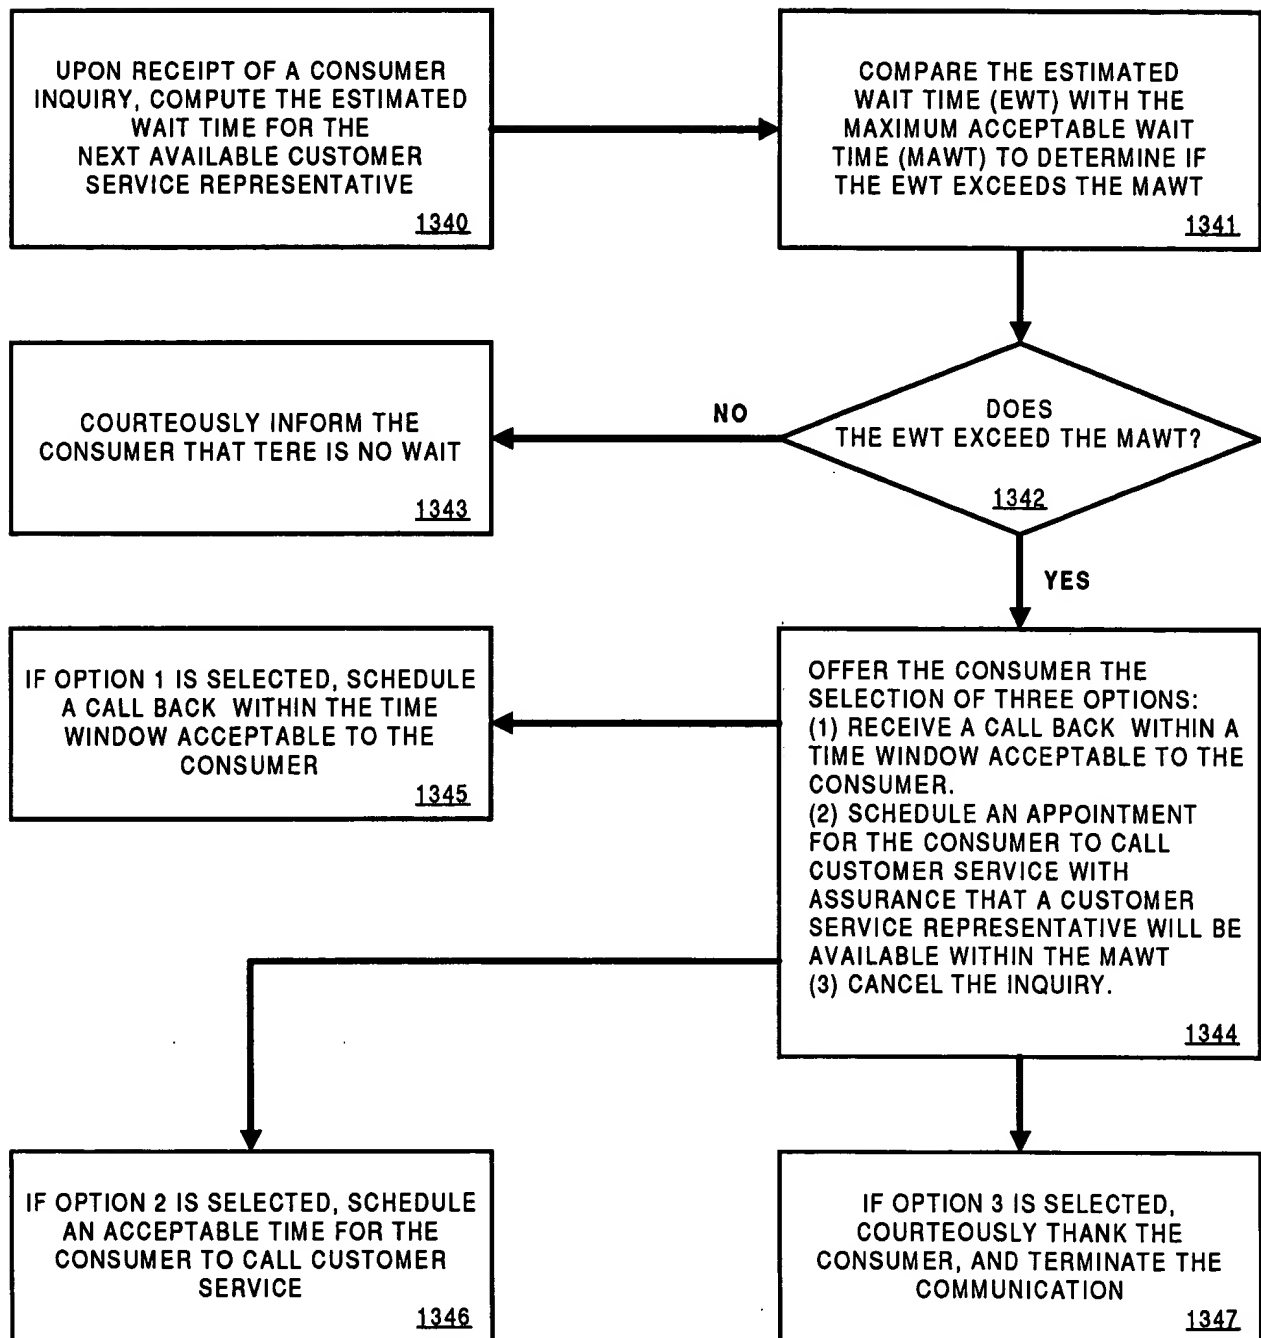 UPON RECEIPT OF A CONSUMER
INQUIRY, COMPUTE THE ESTIMATED
WAIT TIME FOR THE
NEXT AVAILABLE CUSTOMER
SERVICE REPRESENTATIVE
1340
COMPARE THE ESTIMATED
WAIT TIME (EWT) WITH THE
MAXIMUM ACCEPTABLE WAIT
TIME (MAWT) TO DETERMINE IF
THE EWT EXCEEDS THE MAWT
1341
DOES
THE EWT EXCEED THE MAWT?
1342
NO
COURTEOUSLY INFORM THE
CONSUMER THAT TERE IS NO WAIT
1343
YES
OFFER THE CONSUMER THE
SELECTION OF THREE OPTIONS:
(1) RECEIVE A CALL BACK WITHIN A
TIME WINDOW ACCEPTABLE TO THE
CONSUMER.
(2) SCHEDULE AN APPOINTMENT
FOR THE CONSUMER TO CALL
CUSTOMER SERVICE WITH
ASSURANCE THAT A CUSTOMER
SERVICE REPRESENTATIVE WILL BE
AVAILABLE WITHIN THE MAWT
(3) CANCEL THE INQUIRY.
1344
IF OPTION 1 IS SELECTED, SCHEDULE
A CALL BACK WITHIN THE TIME
WINDOW ACCEPTABLE TO THE
CONSUMER
1345
IF OPTION 2 IS SELECTED, SCHEDULE
AN ACCEPTABLE TIME FOR THE
CONSUMER TO CALL CUSTOMER
SERVICE
1346
IF OPTION 3 IS SELECTED,
COURTEOUSLY THANK THE
CONSUMER, AND TERMINATE THE
COMMUNICATION
1347